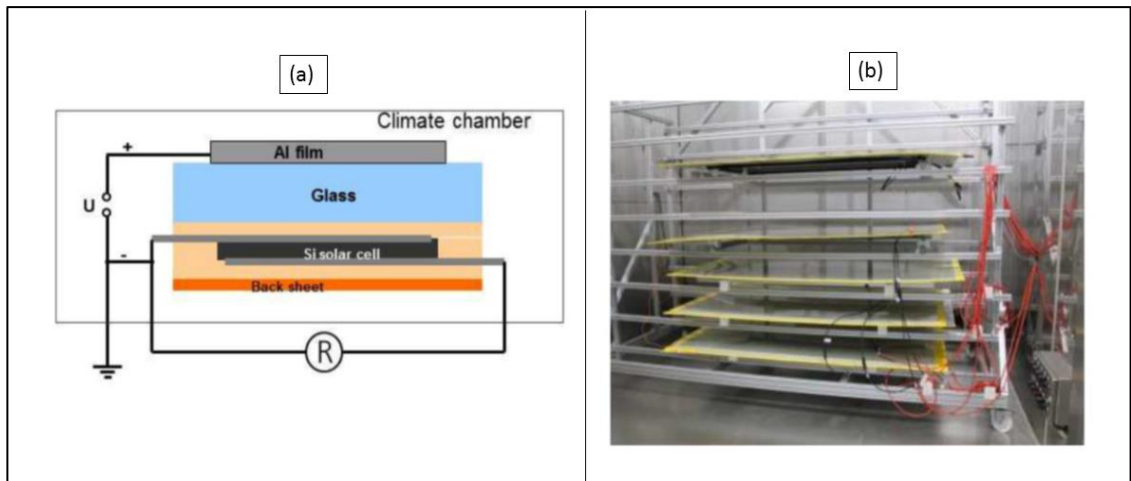 (a)
Climate chamber
+
Al film
U
Glass
-
Si solar cell
Back sheet
R
(b)